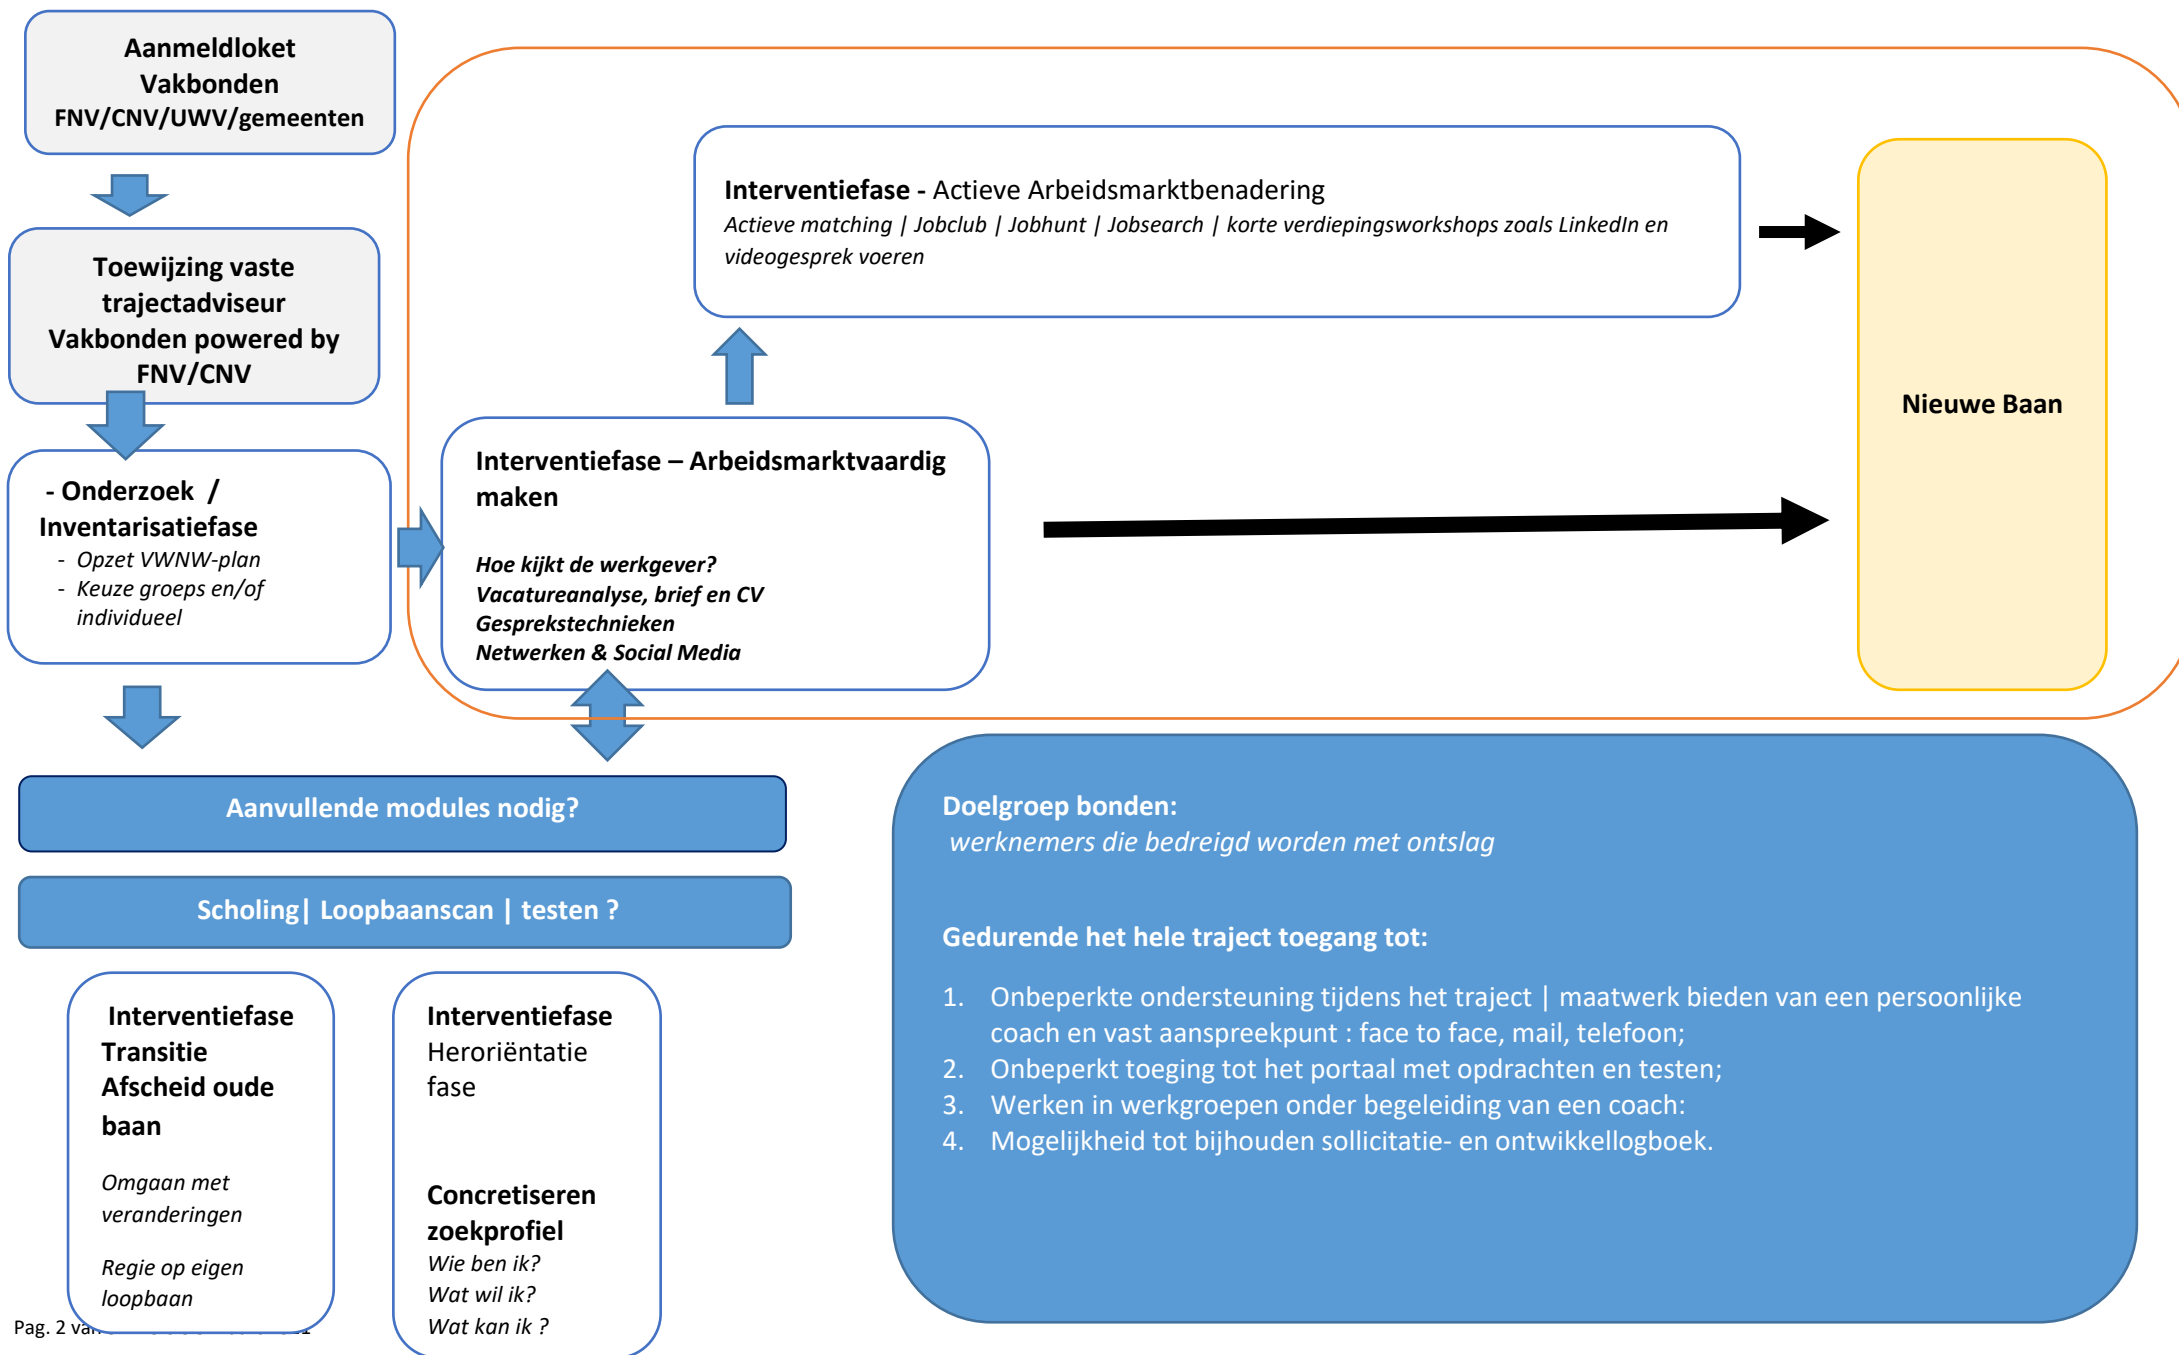 Aanmeldloket
Vakbonden
FNV/CNV/UWV/gemeenten
Toewijzing vaste
trajectadviseur
Vakbonden powered by
FNV/CNV
- Onderzoek /
Inventarisatiefase
- Opzet VWNW-plan
- Keuze groeps en/of
individueel
Interventiefase - Actieve Arbeidsmarktbenadering
Actieve matching | Jobclub | Jobhunt | Jobsearch | korte verdiepingsworkshops zoals LinkedIn en
videogesprek voeren
Interventiefase – Arbeidsmarktvaardig
maken
Hoe kijkt de werkgever?
Vacatureanalyse, brief en CV
Gesprekstechnieken
Netwerken & Social Media
Nieuwe Baan
Aanvullende modules nodig?
Scholing| Loopbaanscan | testen ?
Interventiefase
Transitie
Afscheid oude
baan
Omgaan met
veranderingen
Regie op eigen
loopbaan
Interventiefase
Heroriëntatie
fase
Concretiseren
zoekprofiel
Wie ben ik?
Wat wil ik?
Wat kan ik ?
Doelgroep bonden:
werknemers die bedreigd worden met ontslag
Gedurende het hele traject toegang tot:
1. Onbeperkte ondersteuning tijdens het traject | maatwerk bieden van een persoonlijke
coach en vast aanspreekpunt : face to face, mail, telefoon;
2. Onbeperkt toeging tot het portaal met opdrachten en testen;
3. Werken in werkgroepen onder begeleiding van een coach:
4. Mogelijkheid tot bijhouden sollicitatie- en ontwikkellogboek.
Pag. 2